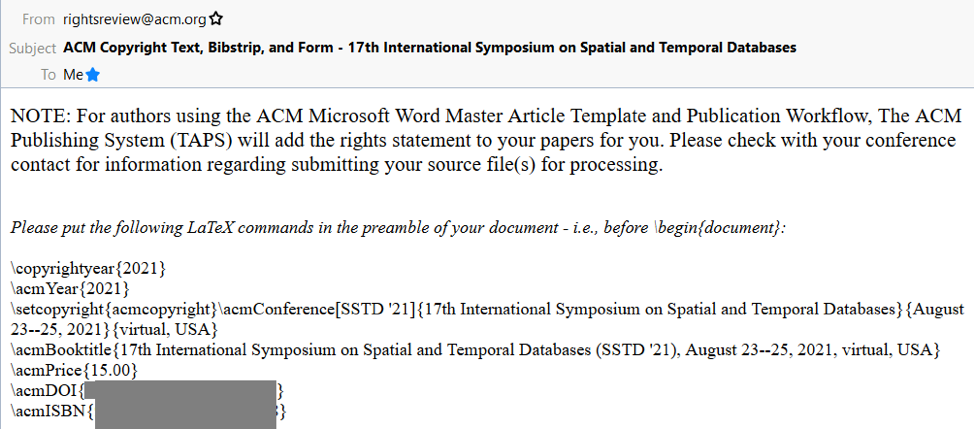 From rightsreview@acm.org
Subject ACM Copyright Text, Bibstrip, and Form - 17th International Symposium on Spatial and Temporal Databases
To Me
NOTE: For authors using the ACM Microsoft Word Master Article Template and Publication Workflow, The ACM
Publishing System (TAPS) will add the rights statement to your papers for you. Please check with your conference
contact for information regarding submitting your source file(s) for processing.
Please put the following LaTeX commands in the preamble of your document - i.e., before \begin{document}:
\copyrightyear{2021}
\acmYear{2021}
\setcopyright{acmcopyright}\acmConference[SSTD '21]{17th International Symposium on Spatial and Temporal Databases}{August
23--25, 2021}{virtual, USA}
\acmBooktitle{17th International Symposium on Spatial and Temporal Databases (SSTD '21), August 23--25, 2021, virtual, USA}
\acmPrice{15.00}
\acmDOI{ }
\acmISBN{ }